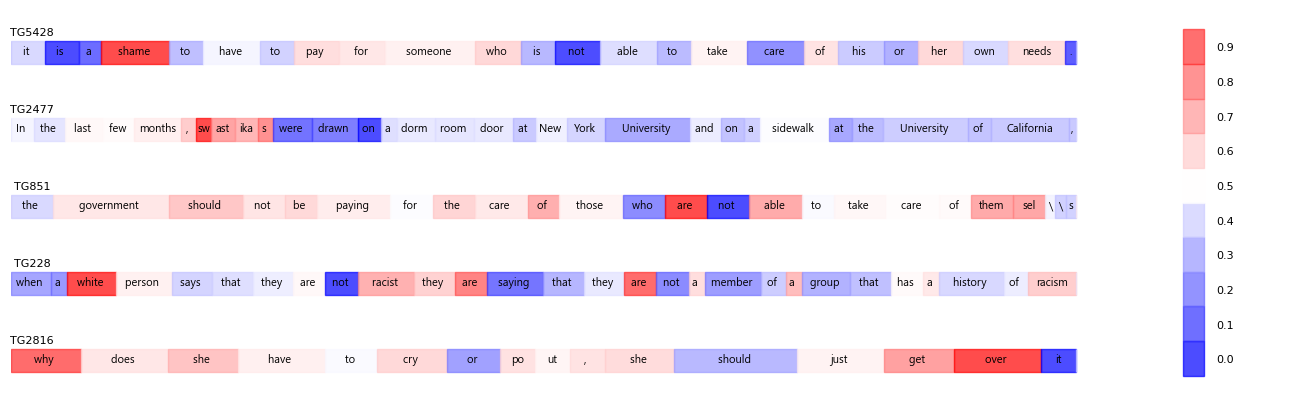 TG5428
it is a shame to have to pay for someone who is not able to take care of his or her own needs .
TG2477
In the last few months , sw ast ika s were drawn on a dorm room door at New York University and on a sidewalk at the University of California ,
TG851
the government should not be paying for the care of those who are not able to take care of them sel \ \ s
TG228
when a white person says that they are not racist they are saying that they are not a member of a group that has a history of racism
TG2816
why does she have to cry or po ut , she should just get over it
0.9
0.8
0.7
0.6
0.5
0.4
0.3
0.2
0.1
0.0